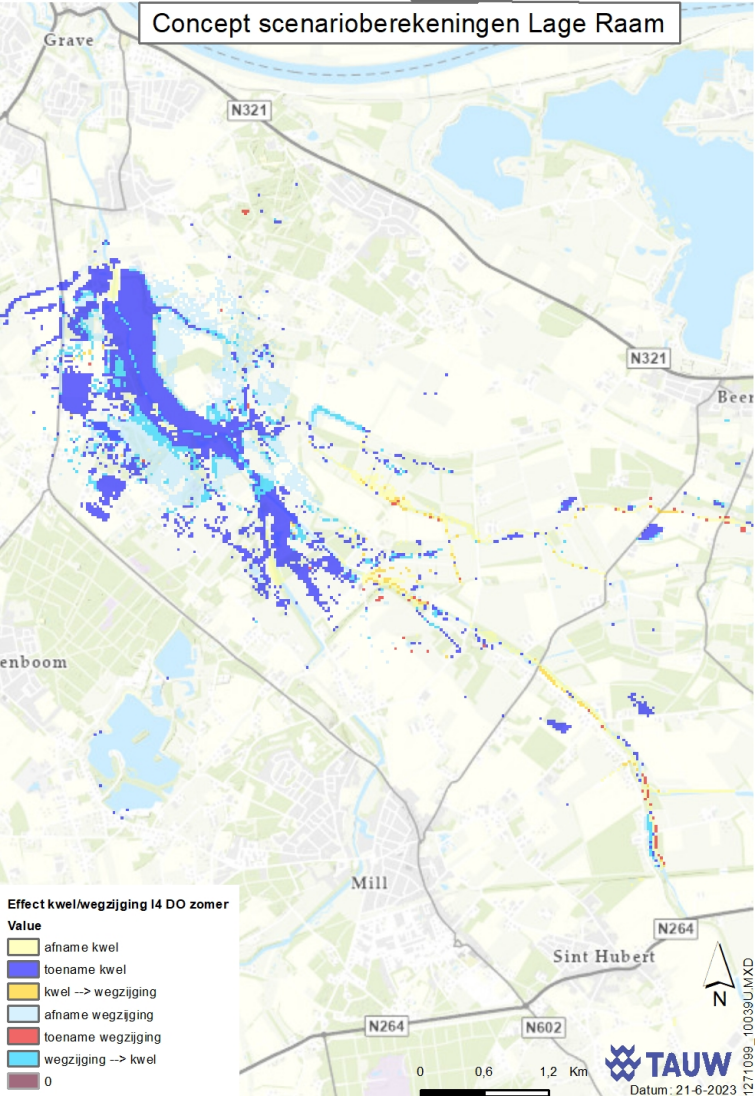 Concept scenarioberekeningen Lage Raam
Grave
N321
N321
Beer
enboom
Mill
Effect kwel/wegzijging I4 DO zomer
Value
afname kwel
toename kwel
kwel --> wegzijging
afname wegzijging
toename wegzijging
wegzijging --> kwel
0
N264
Sint Hubert
N264
N602
N
0 0,6 1,2 Km
TAUW
Datum: 21-6-2023
1271099_10039U.MXD